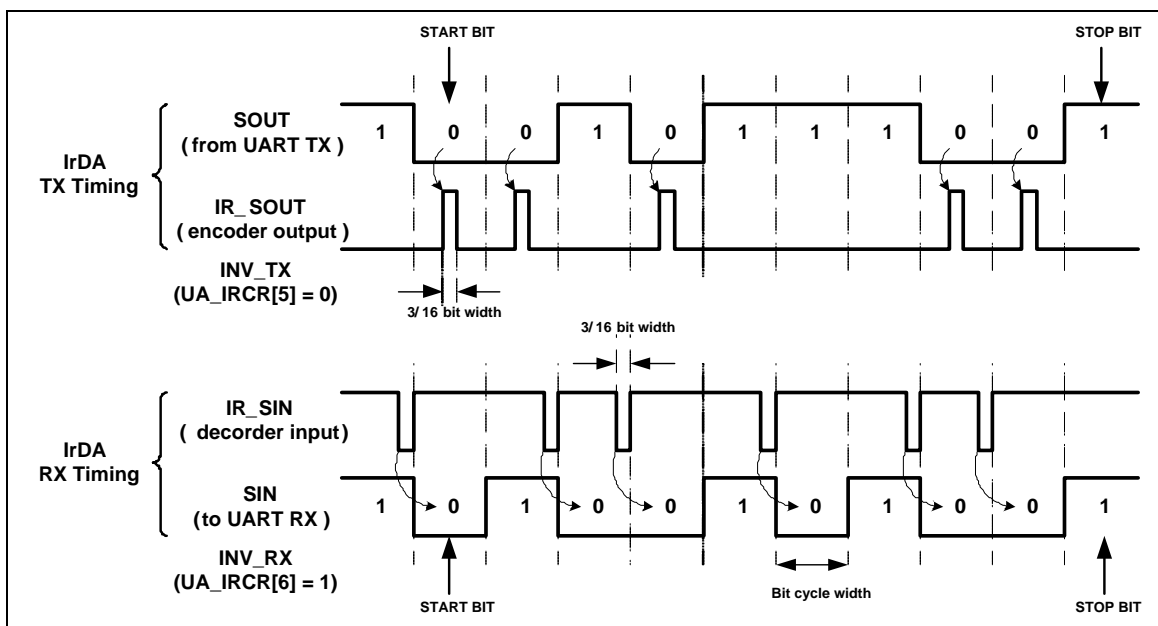 START BIT
STOP BIT
SOUT
( from UART TX )
1 0 0 1 0 1 1 1 0 0 1
IrDA
TX Timing
IR_ SOUT
( encoder output )
INV_TX
(UA_IRCR[5] = 0)
3/ 16 bit width
3/ 16 bit width
IR_SIN
( decorder input)
IrDA
RX Timing
SIN
(to UART RX )
1 0 1 0 0 1 0 1 0 0 1
INV_RX
(UA_IRCR[6] = 1)
Bit cycle width
START BIT
STOP BIT